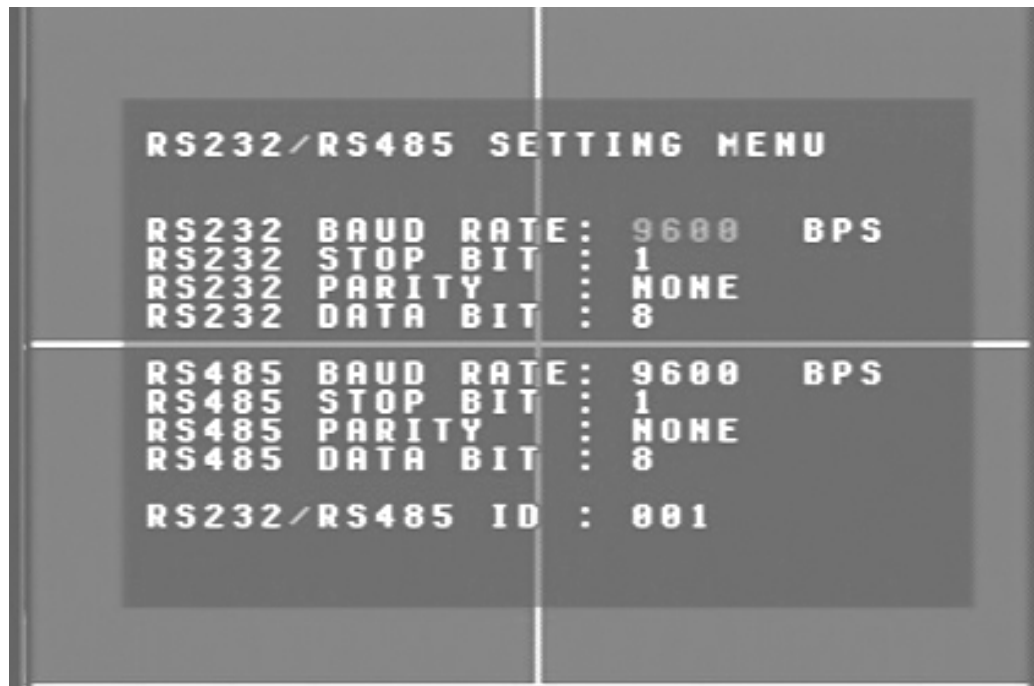 RS232/RS485 SETTING MENU
RS232 BAUD RATE: 9600 BPS
RS232 STOP BIT : 1
RS232 PARITY : NONE
RS232 DATA BIT : 8
RS485 BAUD RATE: 9600 BPS
RS485 STOP BIT : 1
RS485 PARITY : NONE
RS485 DATA BIT : 8
RS232/RS485 ID : 001